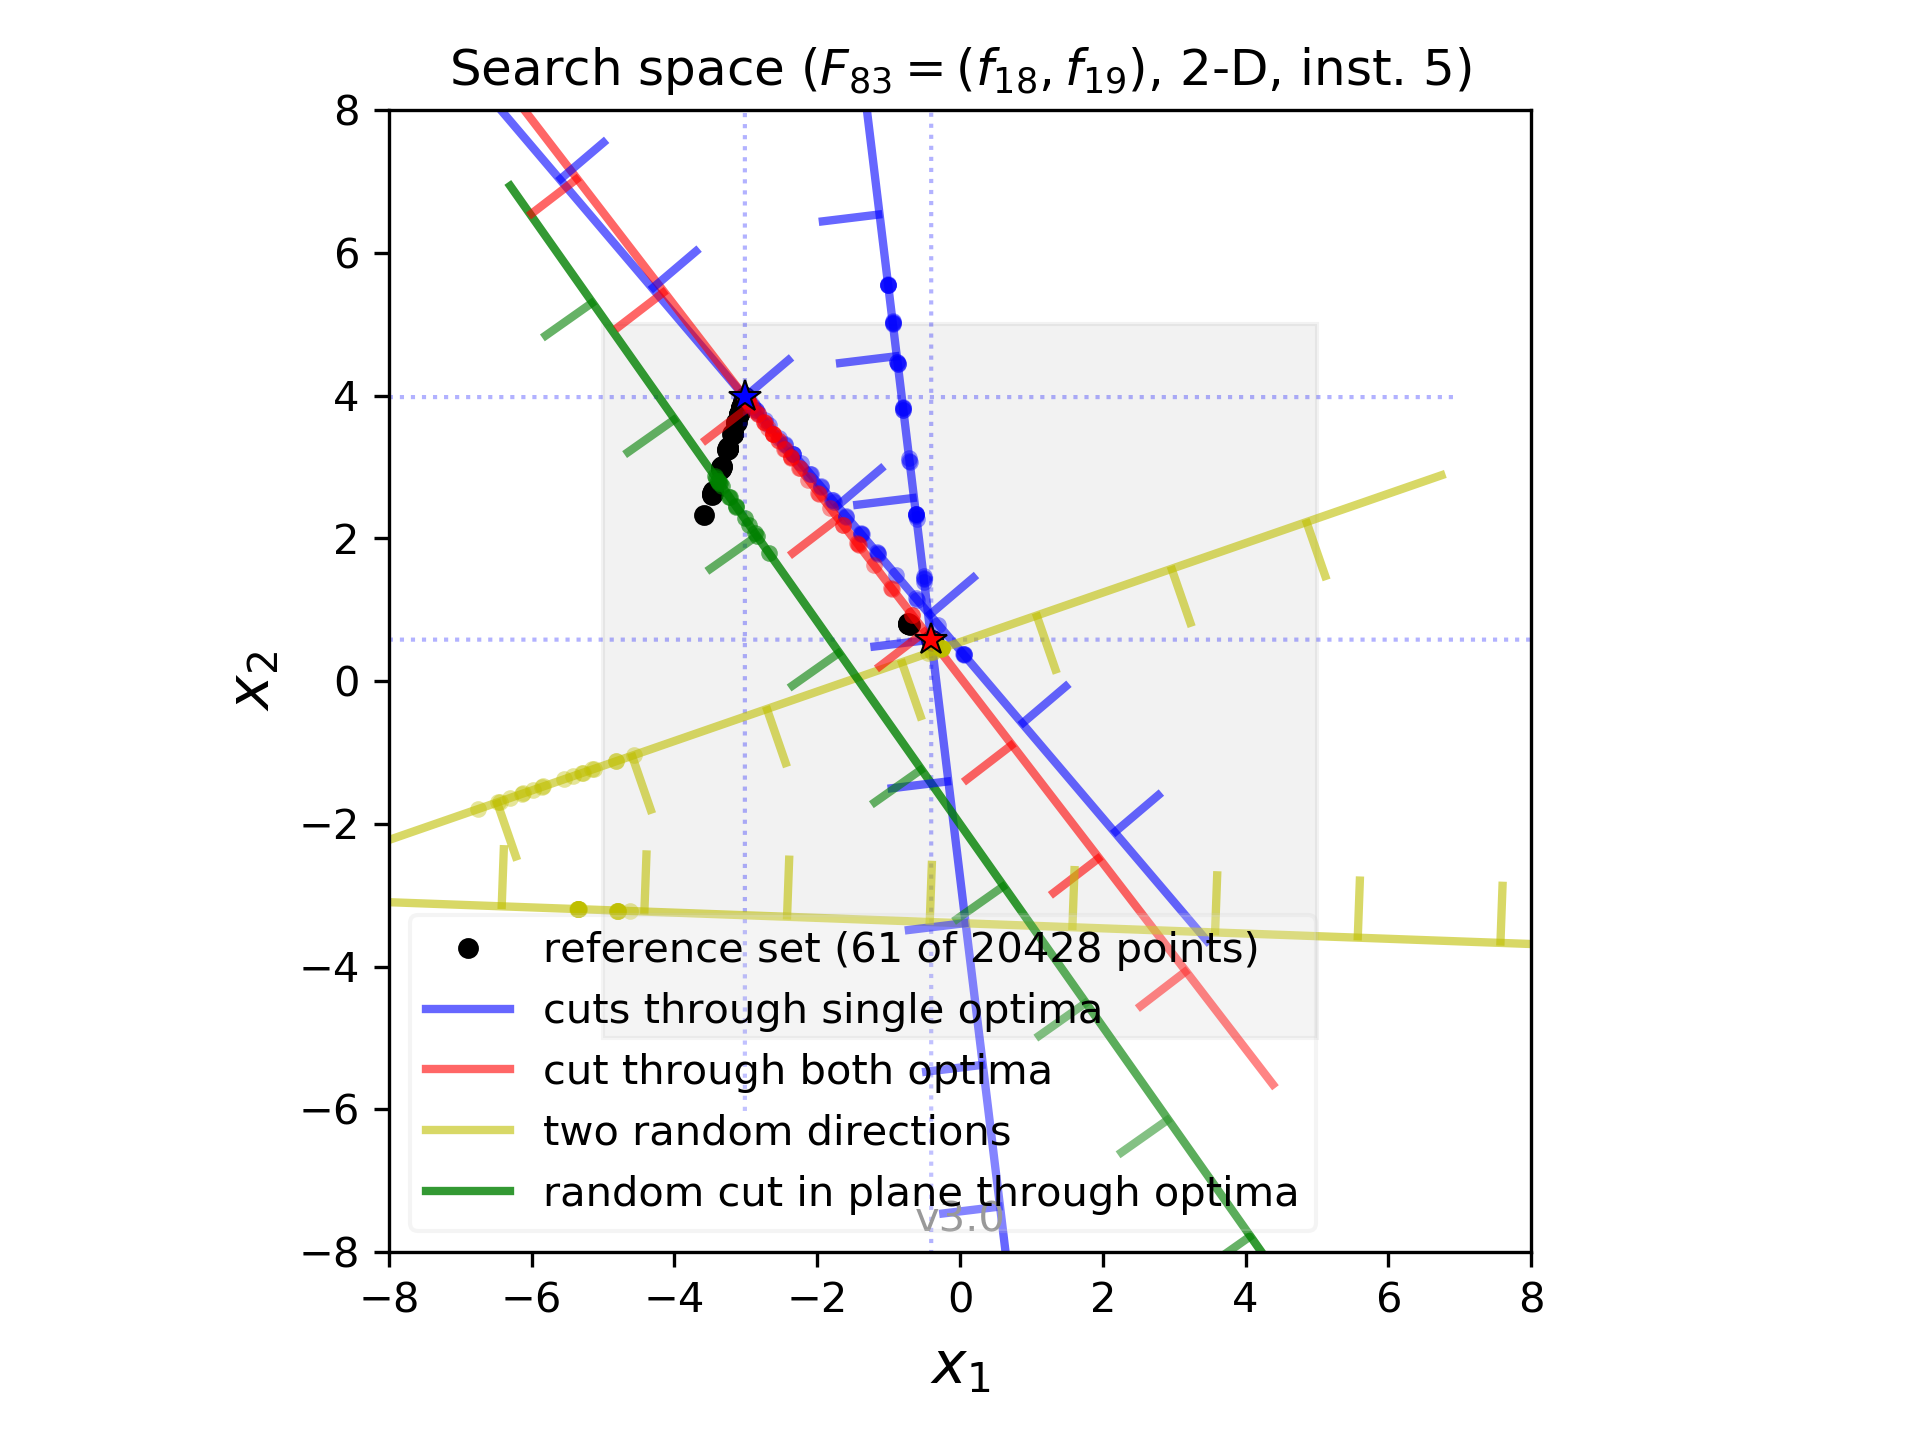 Search space (F₈₃ = (f₁₈, f₁₉), 2-D, inst. 5)
8
6
4
2
0
−2
−4
−6
−8
x₂
reference set (61 of 20428 points)
cuts through single optima
cut through both optima
two random directions
random cut in plane through optima
v3.0
−8 −6 −4 −2 0 2 4 6 8
x₁